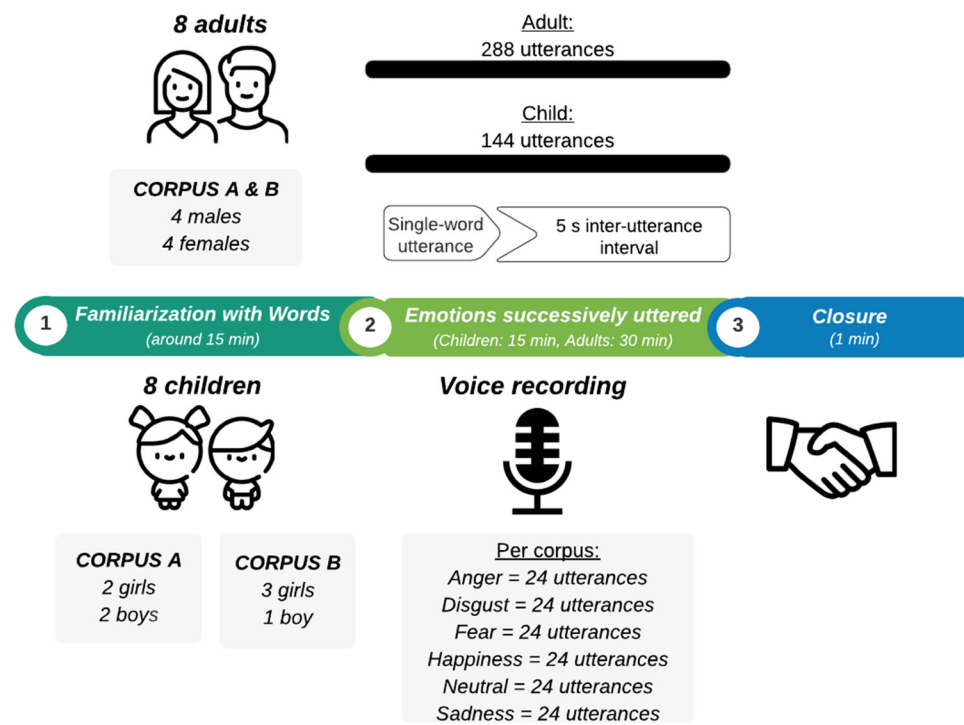 8 adults
Adult:
288 utterances
Child:
144 utterances
CORPUS A & B
4 males
4 females
Single-word
utterance
5 s inter-utterance
interval
1
Familiarization with Words
(around 15 min)
2
Emotions successively uttered
(Children: 15 min, Adults: 30 min)
3
Closure
(1 min)
8 children
Voice recording
CORPUS A
2 girls
2 boys
CORPUS B
3 girls
1 boy
Per corpus:
Anger = 24 utterances
Disgust = 24 utterances
Fear = 24 utterances
Happiness = 24 utterances
Neutral = 24 utterances
Sadness = 24 utterances